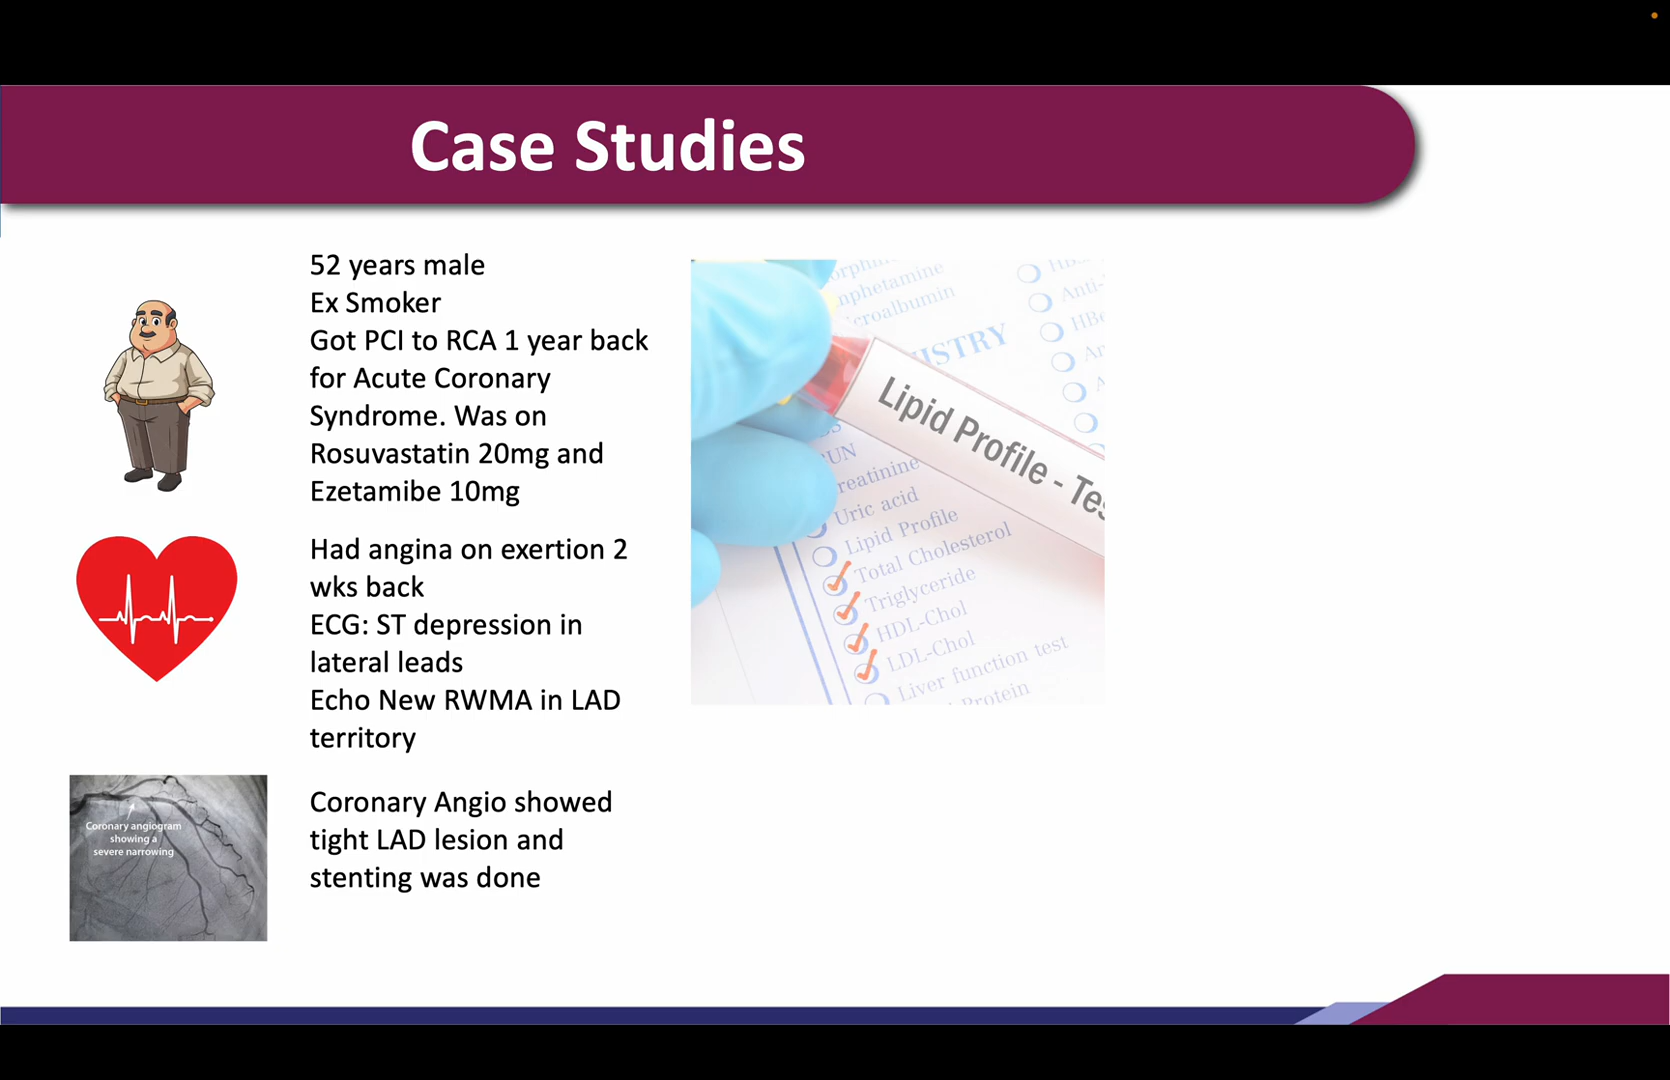 Case Studies
52 years male
Ex Smoker
Got PCI to RCA 1 year back
for Acute Coronary
Syndrome. Was on
Rosuvastatin 20mg and
Ezetamibe 10mg
Had angina on exertion 2
wks back
ECG: ST depression in
lateral leads
Echo New RWMA in LAD
territory
Coronary angiogram
showing a
severe narrowing
Coronary Angio showed
tight LAD lesion and
stenting was done
Lipid Profile -
Uric acid
Lipid Profile
Total Cholesterol
Triglyceride
HDL-Chol
LDL-Chol
Liver function test